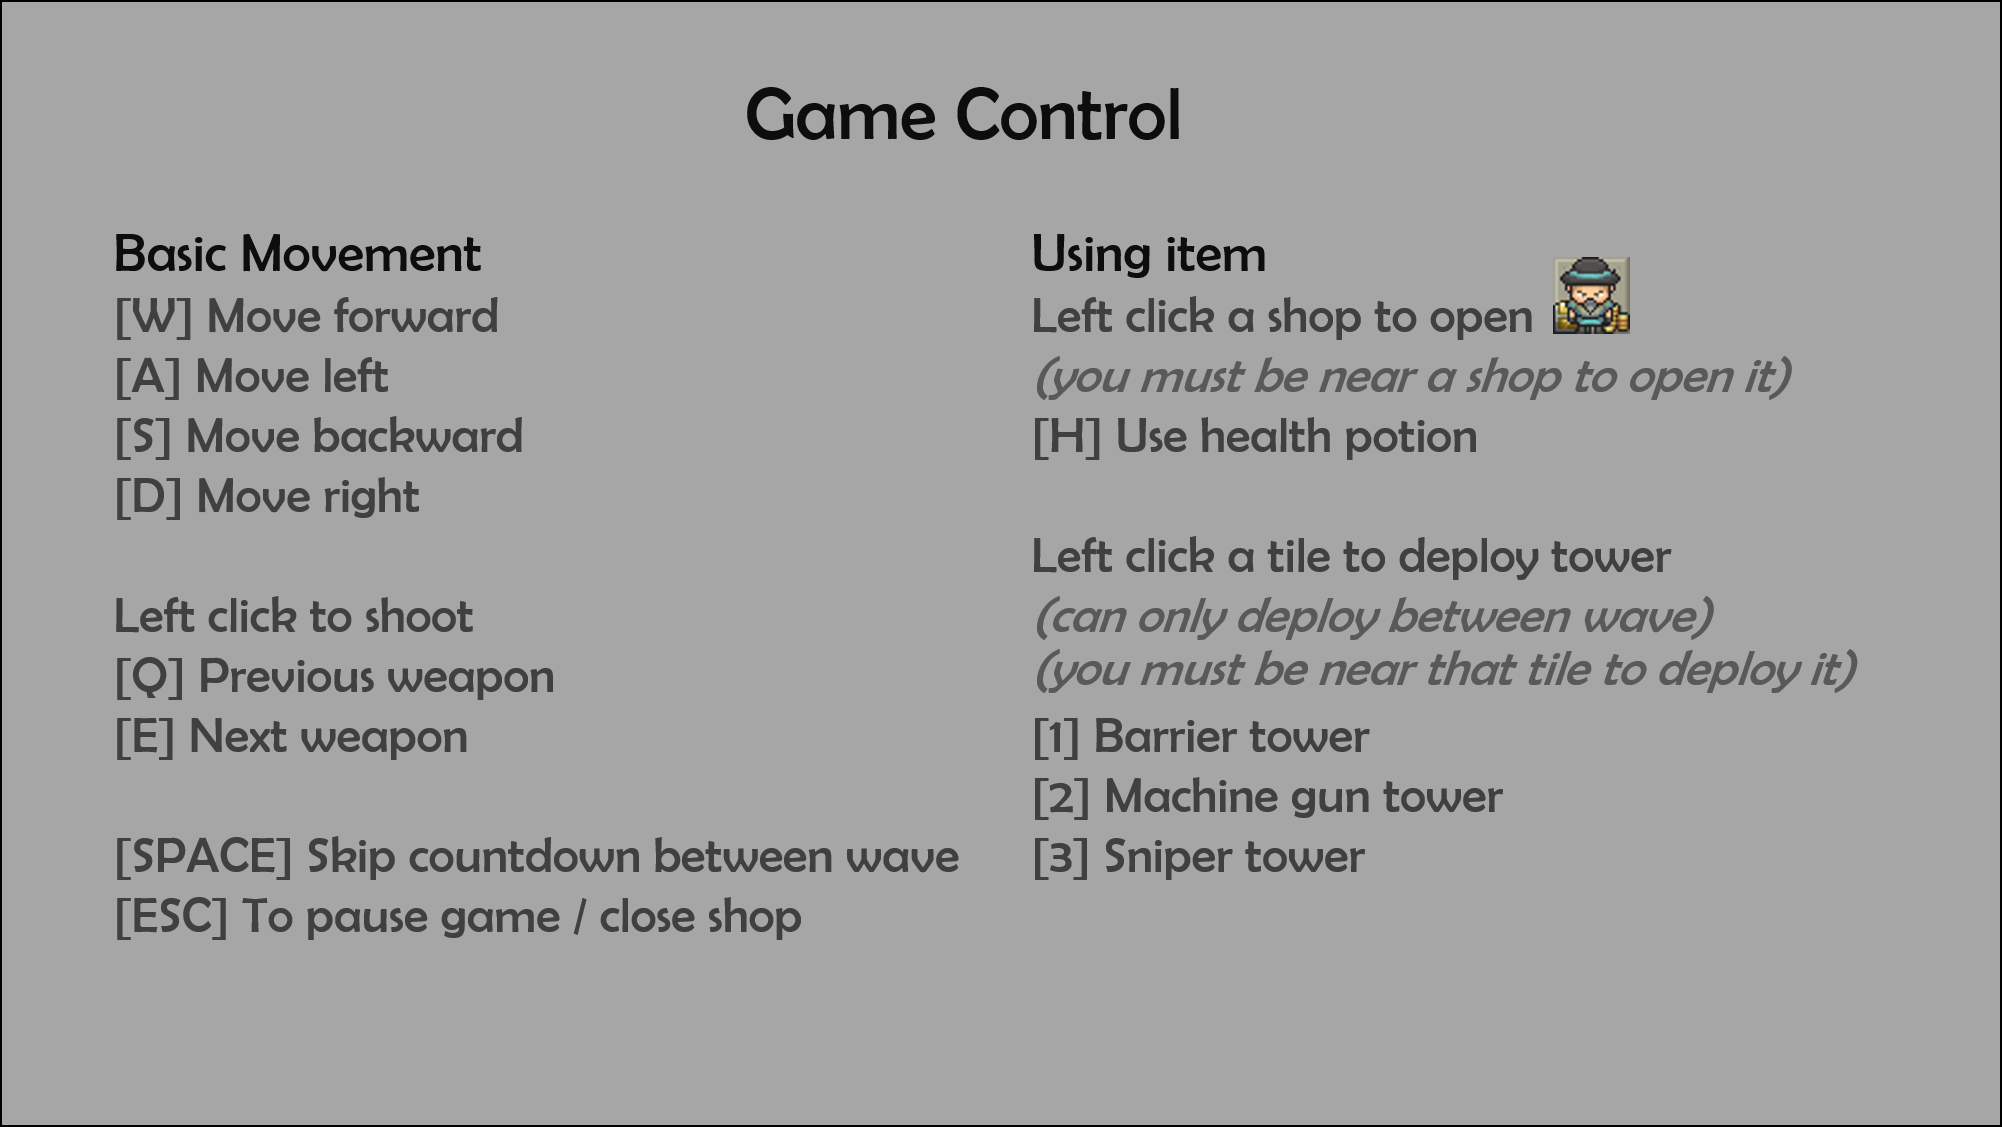 Game Control
Basic Movement
[W] Move forward
[A] Move left
[S] Move backward
[D] Move right
Left click to shoot
[Q] Previous weapon
[E] Next weapon
[SPACE] Skip countdown between wave
[ESC] To pause game / close shop
Using item
Left click a shop to open
(you must be near a shop to open it)
[H] Use health potion
Left click a tile to deploy tower
(can only deploy between wave)
(you must be near that tile to deploy it)
[1] Barrier tower
[2] Machine gun tower
[3] Sniper tower